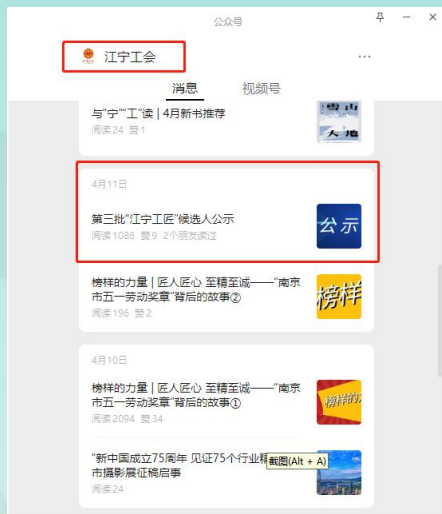 公众号
江宁工会
消息 视频号
与"宁""工"读 | 4月新书推荐
阅读24 赞1
雪山
大地
4月11日
第三批"江宁工匠"候选人公示
阅读1086 赞9 2个朋友读过
公示
榜样的力量 | 匠人匠心 至精至诚——"南京
市五一劳动奖章"背后的故事②
阅读196 赞2
榜样
4月10日
榜样的力量 | 匠人匠心 至精至诚——"南京
市五一劳动奖章"背后的故事①
阅读2094 赞34
榜样的
"新中国成立75周年 见证75个行业
截图(Alt + A)
市摄影展征稿启事
阅读24